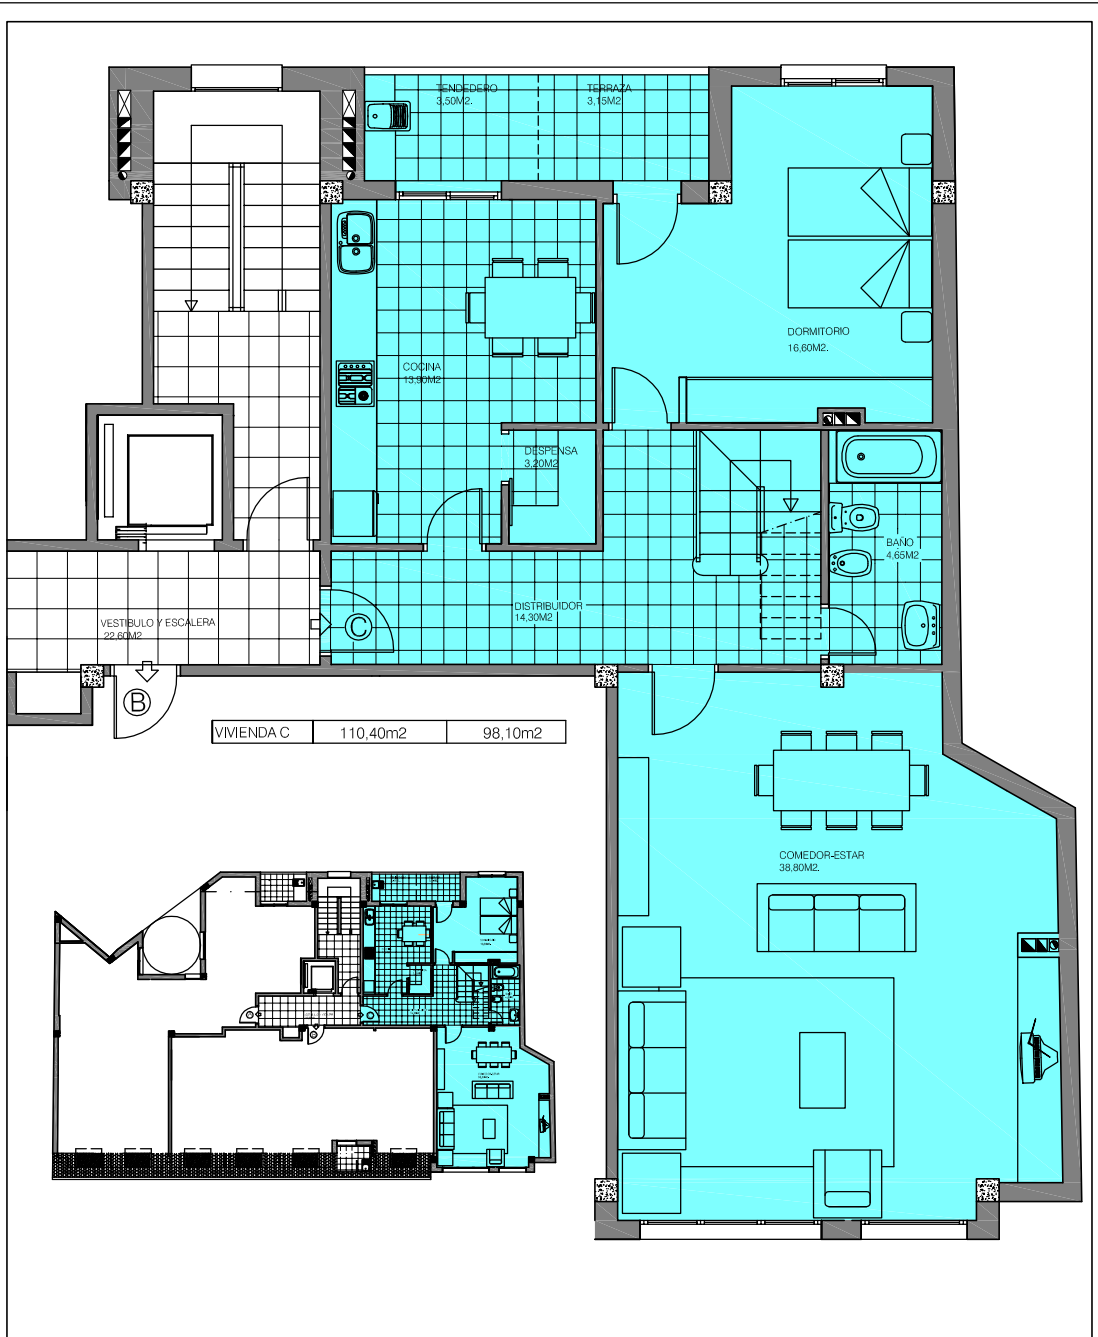 TENDEDERO
3,50M2.
TERRAZA
3,15M2
DORMITORIO
16,60M2.
COCINA
13,90M2
DESPENSA
3,20M2
BAÑO
4,65M2
DISTRIBUIDOR
14,30M2
VESTIBULO Y ESCALERA
22,60M2
C
B
VIVIENDA C 110,40m2 98,10m2
COMEDOR-ESTAR
38,80M2.